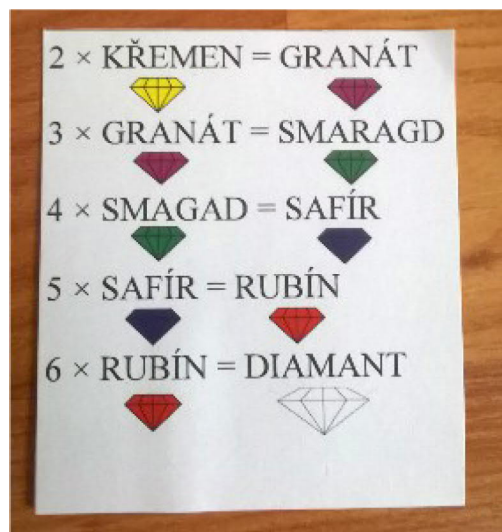 2 × KŘEMEN = GRANÁT
3 × GRANÁT = SMARAGD
4 × SMAGAD = SAFÍR
5 × SAFÍR = RUBÍN
6 × RUBÍN = DIAMANT